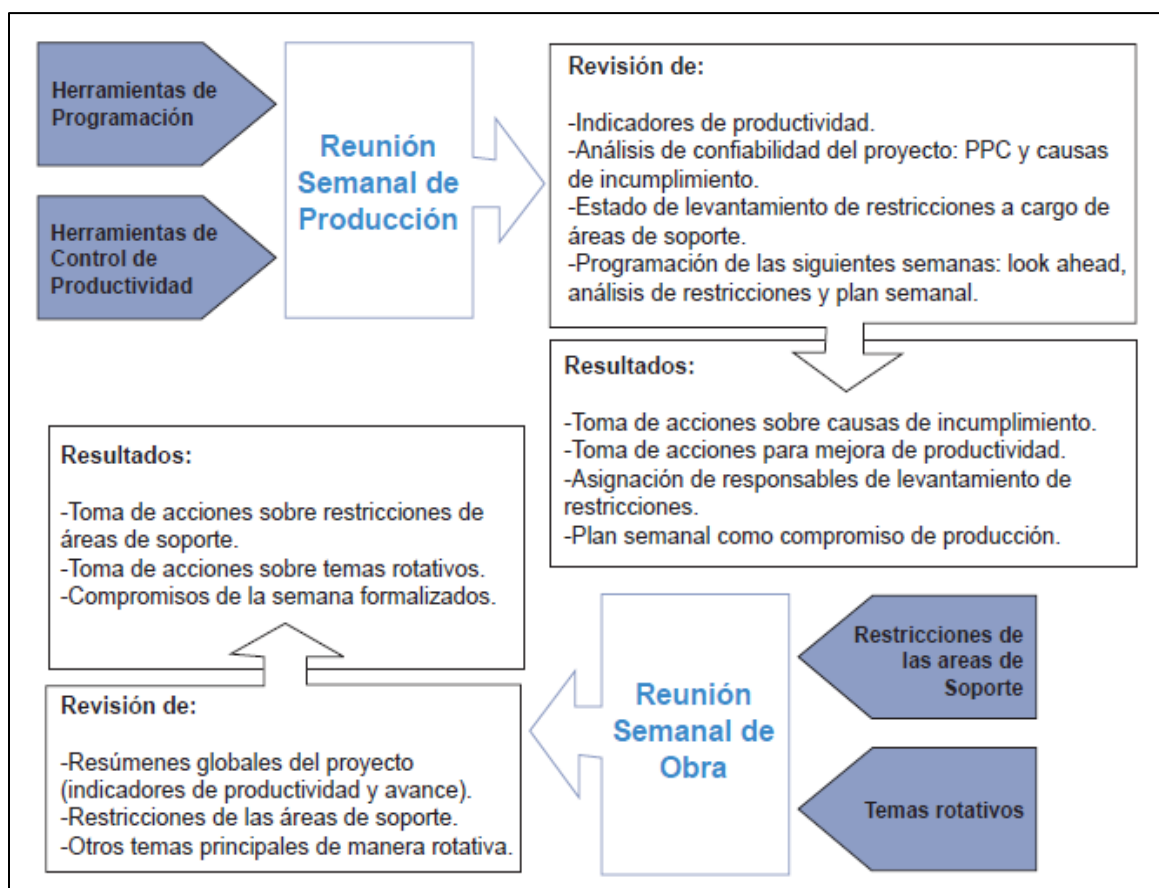 Herramientas de
Programación
Herramientas de
Control de
Productividad
Reunión
Semanal de
Producción
Revisión de:
-Indicadores de productividad.
-Análisis de confiabilidad del proyecto: PPC y causas
de incumplimiento.
-Estado de levantamiento de restricciones a cargo de
áreas de soporte.
-Programación de las siguientes semanas: look ahead,
análisis de restricciones y plan semanal.
Resultados:
-Toma de acciones sobre causas de incumplimiento.
-Toma de acciones para mejora de productividad.
-Asignación de responsables de levantamiento de
restricciones.
-Plan semanal como compromiso de producción.
Restricciones de
las areas de
Soporte
Temas rotativos
Reunión
Semanal de
Obra
Revisión de:
-Resúmenes globales del proyecto
(indicadores de productividad y avance).
-Restricciones de las áreas de soporte.
-Otros temas principales de manera rotativa.
Resultados:
-Toma de acciones sobre restricciones de
áreas de soporte.
-Toma de acciones sobre temas rotativos.
-Compromisos de la semana formalizados.